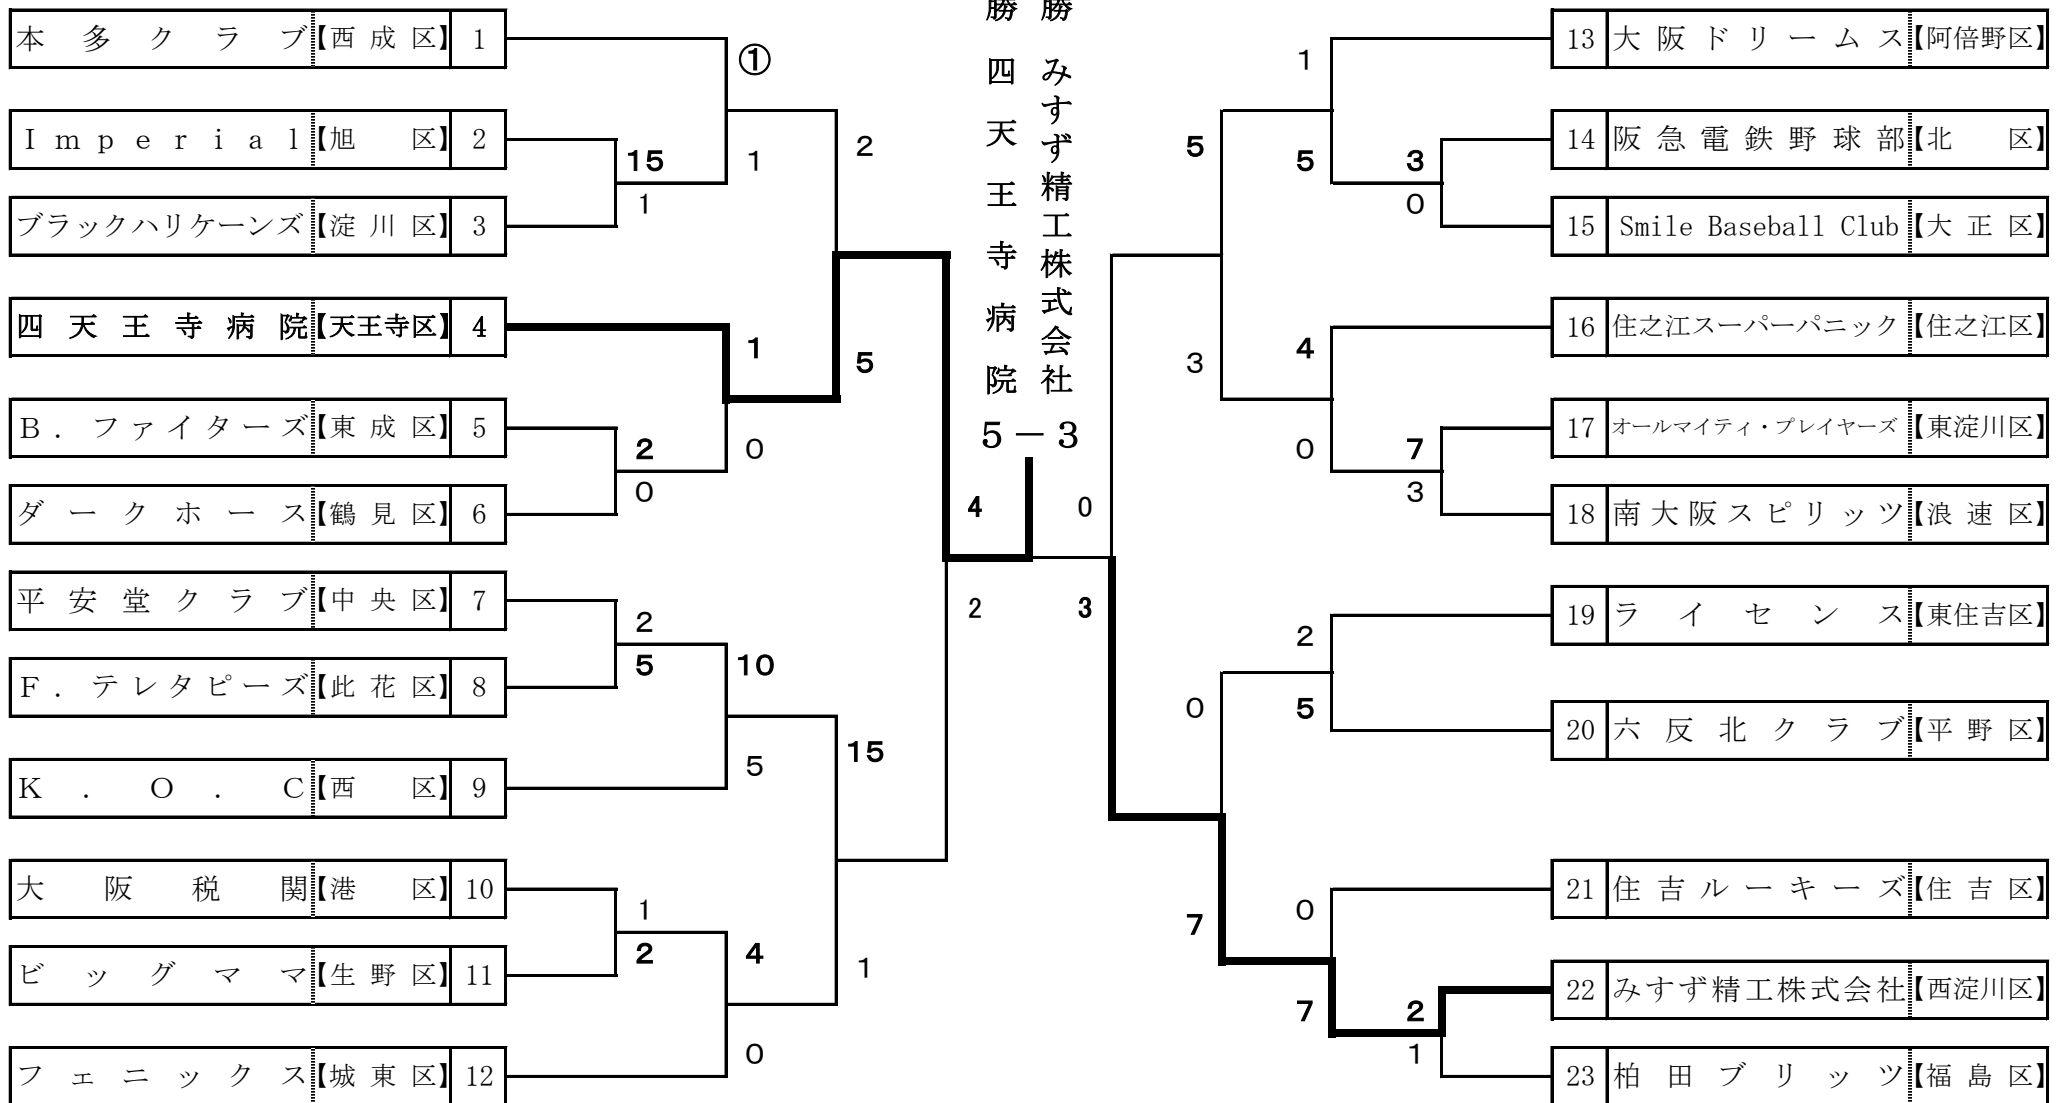 本多クラブ【西成区】 1
Imperial【旭区】 2
ブラックハリケーンズ【淀川区】 3
四天王寺病院【天王寺区】 4
B.ファイターズ【東成区】 5
ダークホース【鶴見区】 6
平安堂クラブ【中央区】 7
F.テレタピーズ【此花区】 8
K.O.C【西区】 9
大阪税関【港区】 10
ビッグママ【生野区】 11
フェニックス【城東区】 12
①
1
15
1
2
1
0
2
0
5
2
5
10
5
15
1
2
4
0
1
4
2
勝 みすず精工株式会社
勝 四天王寺病院
5－3
0
3
5
3
0
7
1
5
3
0
4
0
7
3
2
5
0
7
2
1
13 大阪ドリームス【阿倍野区】
14 阪急電鉄野球部【北区】
15 Smile Baseball Club【大正区】
16 住之江スーパーパニック【住之江区】
17 オールマイティ・プレイヤーズ【東淀川区】
18 南大阪スピリッツ【浪速区】
19 ライセンス【東住吉区】
20 六反北クラブ【平野区】
21 住吉ルーキーズ【住吉区】
22 みすず精工株式会社【西淀川区】
23 柏田ブリッツ【福島区】